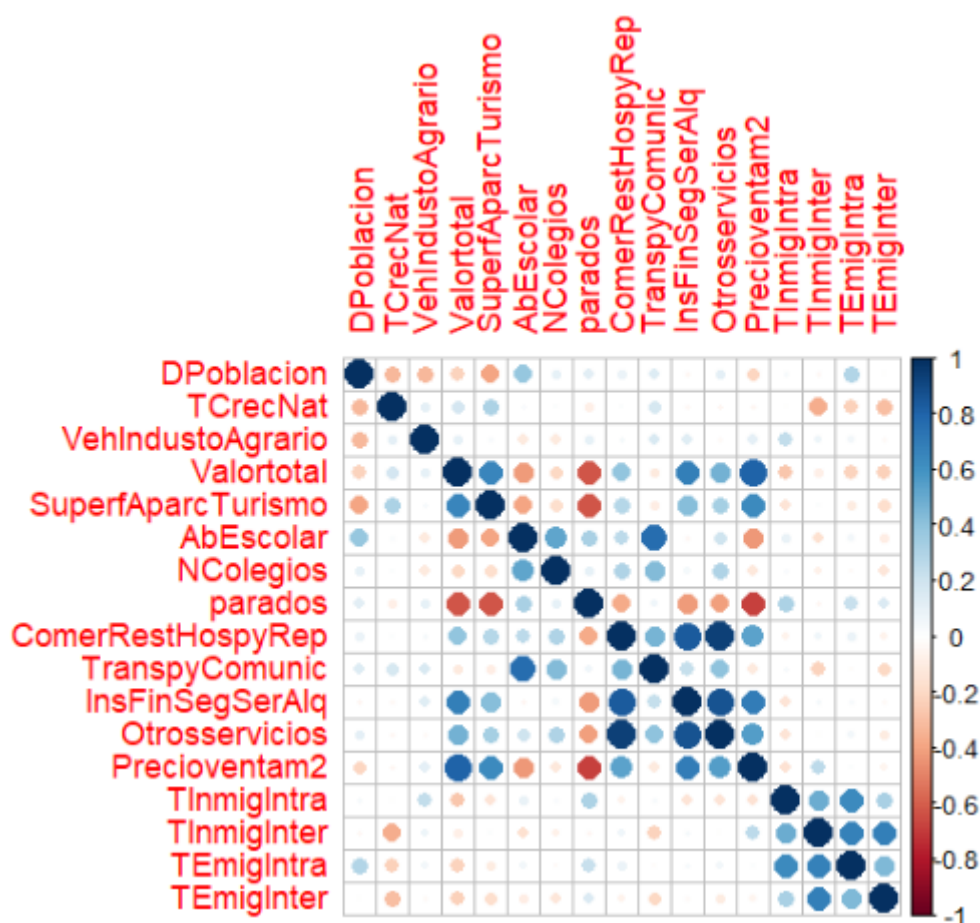 DPoblacion
TCrecNat
VehIndustoAgrario
Valortotal
SuperfAparcTurismo
AbEscolar
NColegios
parados
ComerRestHospyRep
TranspyComunic
InsFinSegSerAlq
Otrosservicios
Precioventam2
TInmigIntra
TInmigInter
TEmigIntra
TEmigInter
DPoblacion
TCrecNat
VehIndustoAgrario
Valortotal
SuperfAparcTurismo
AbEscolar
NColegios
parados
ComerRestHospyRep
TranspyComunic
InsFinSegSerAlq
Otrosservicios
Precioventam2
TInmigIntra
TInmigInter
TEmigIntra
TEmigInter
1
0.8
0.6
0.4
0.2
0
-0.2
-0.4
-0.6
-0.8
-1